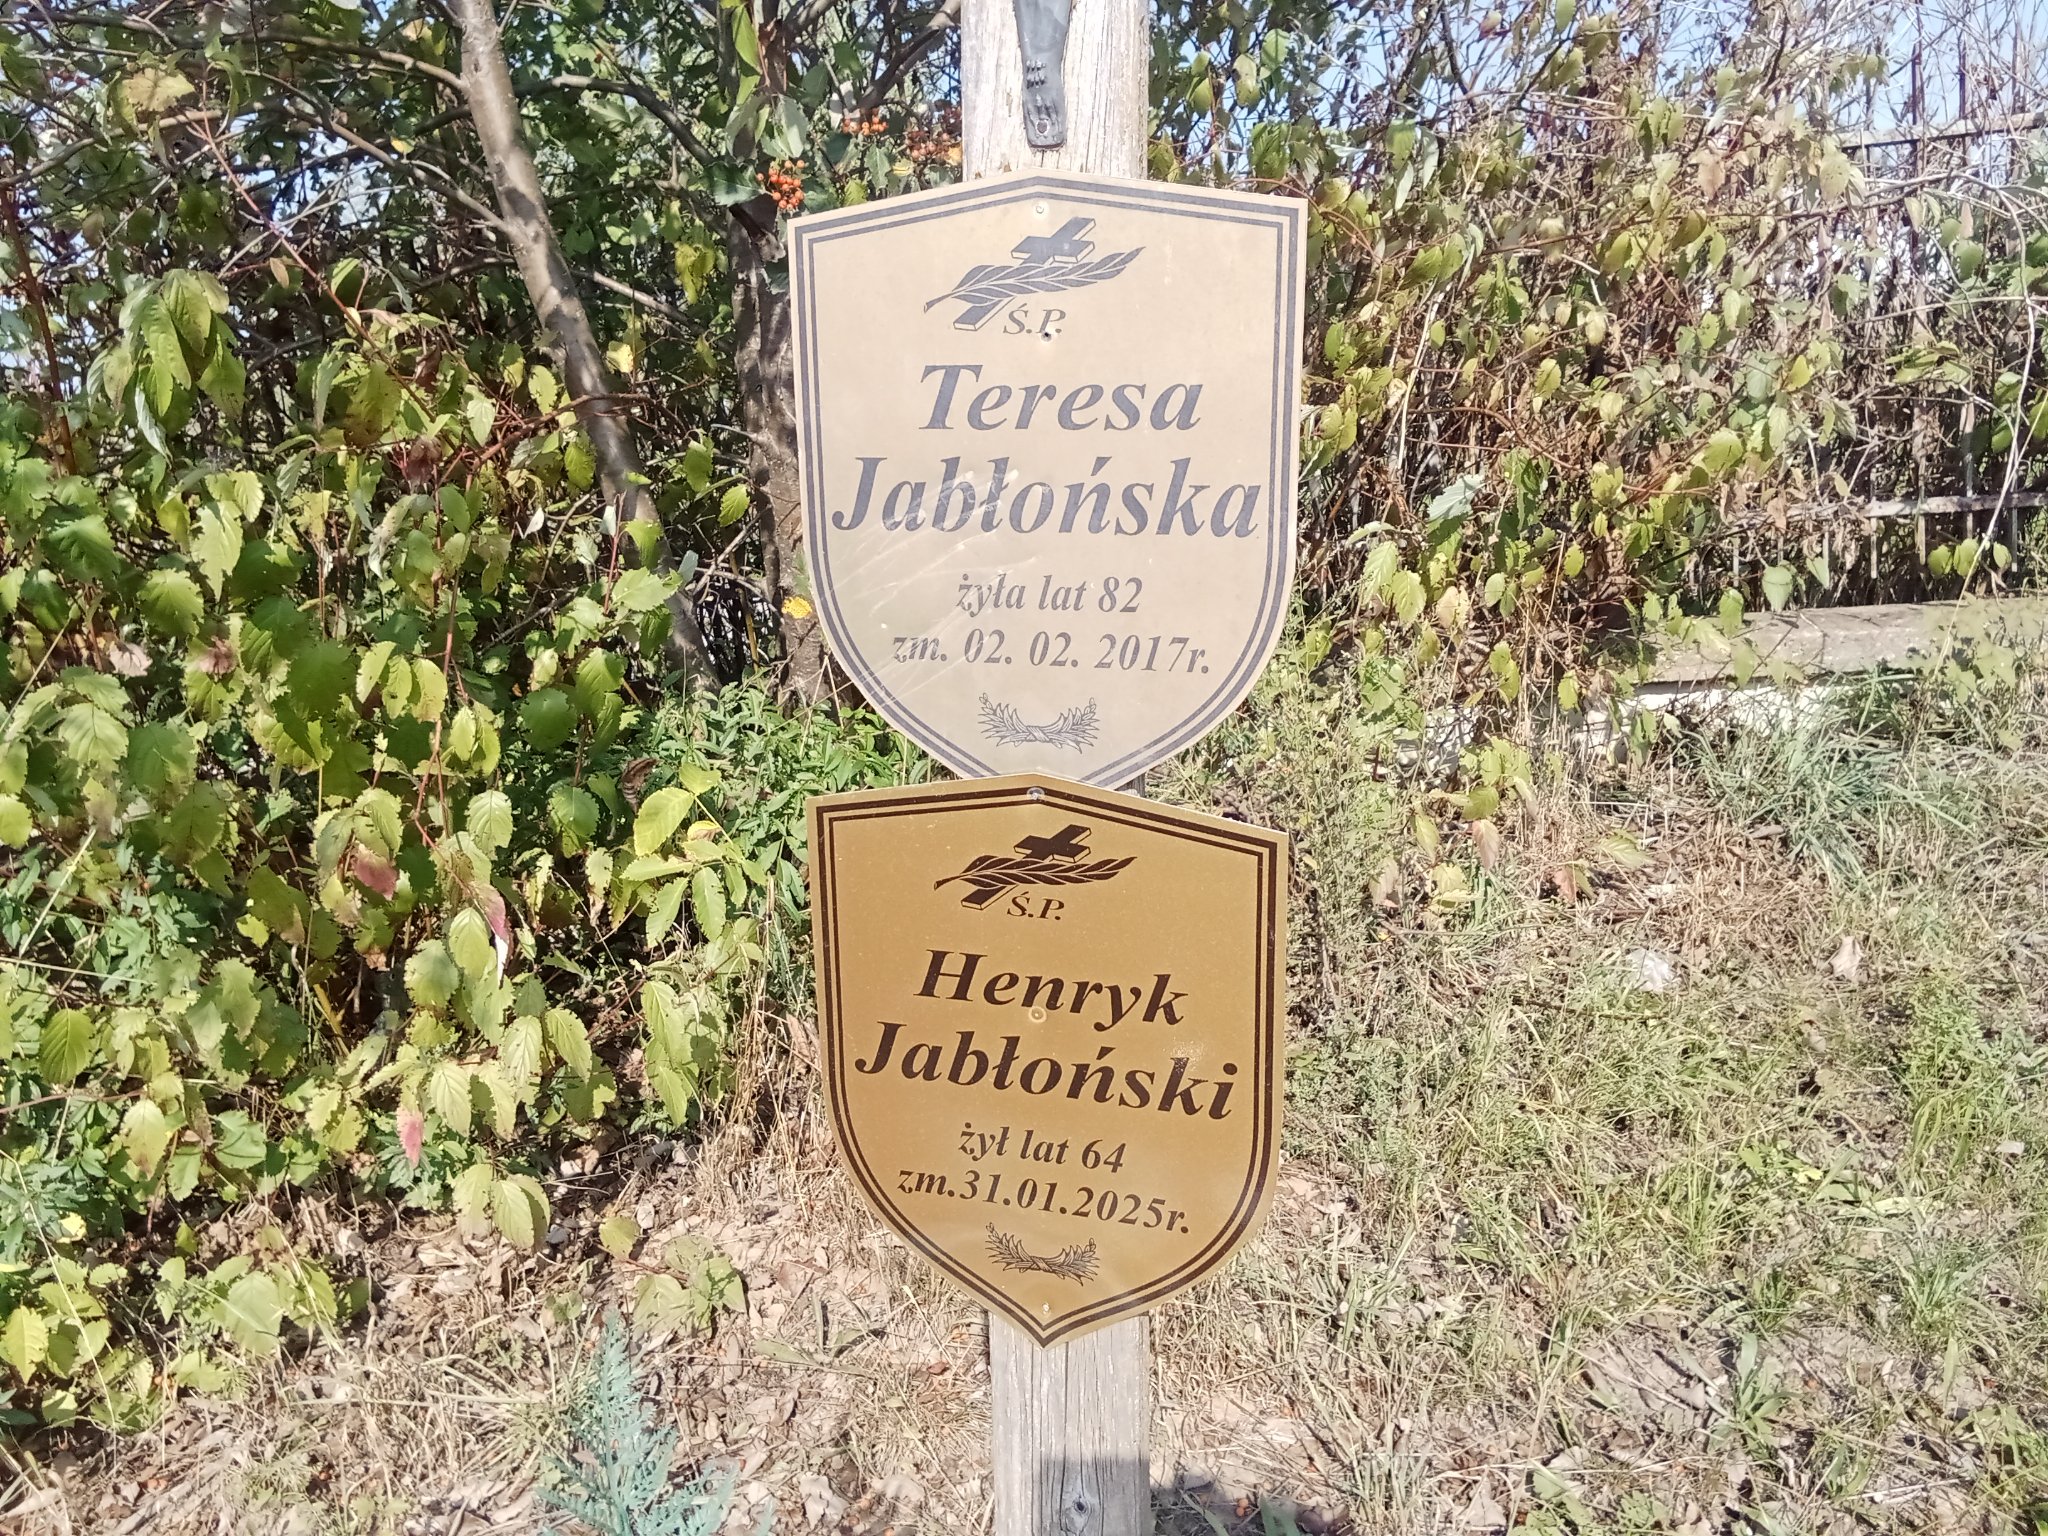 Ś.P.
Teresa
Jabłońska
żyła lat 82
zm. 02. 02. 2017r.
Ś.P.
Henryk
Jabłoński
żył lat 64
zm.31.01.2025r.